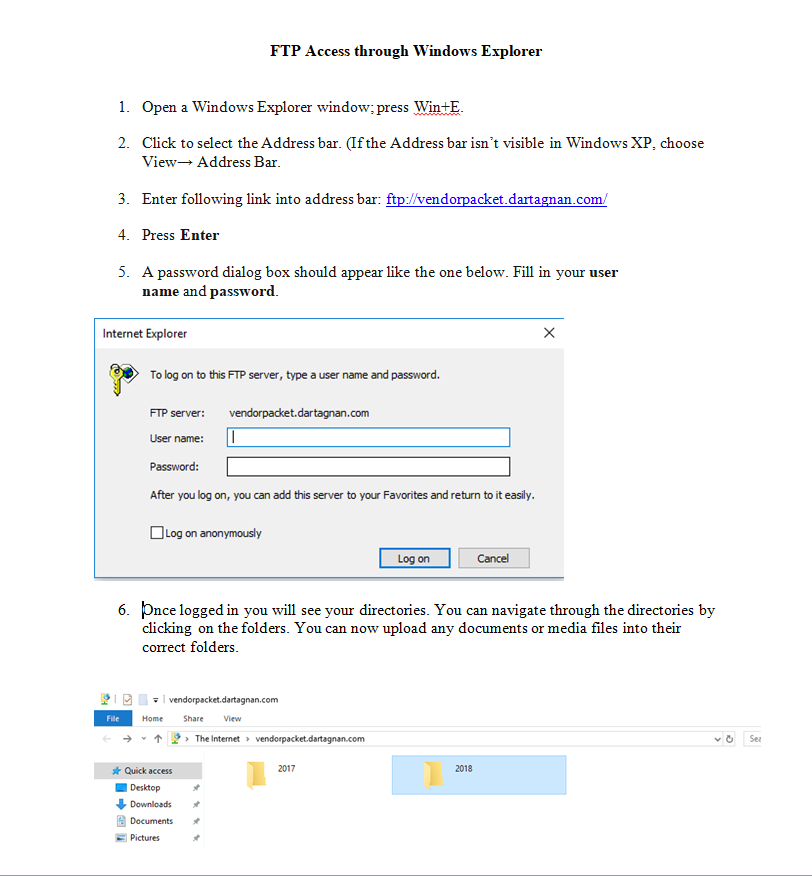 FTP Access through Windows Explorer
1. Open a Windows Explorer window; press Win+E.
2. Click to select the Address bar. (If the Address bar isn’t visible in Windows XP, choose
View→ Address Bar.
3. Enter following link into address bar: ftp://vendorpacket.dartagnan.com/
4. Press Enter
5. A password dialog box should appear like the one below. Fill in your user
name and password.
Internet Explorer
To log on to this FTP server, type a user name and password.
FTP server: vendorpacket.dartagnan.com
User name:
Password:
After you log on, you can add this server to your Favorites and return to it easily.
Log on anonymously
Log on Cancel
6. Once logged in you will see your directories. You can navigate through the directories by
clicking on the folders. You can now upload any documents or media files into their
correct folders.
vendorpacket.dartagnan.com
File Home Share View
The Internet > vendorpacket.dartagnan.com Sea
Quick access 2017 2018
Desktop
Downloads
Documents
Pictures